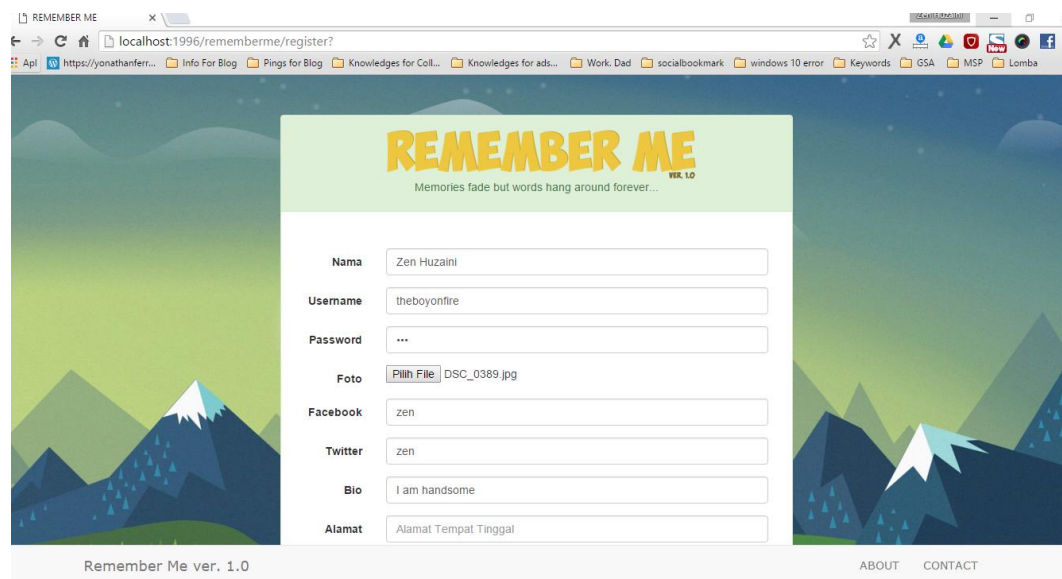 REMEMBER ME
Zen Huzaini
localhost:1996/rememberme/register?
New
Apl https://yonathanferr... Info For Blog Pings for Blog Knowledges for Coll... Knowledges for ads... Work. Dad socialbookmark windows 10 error Keywords GSA MSP Lomba
REMEMBER ME
VER. 1.0
Memories fade but words hang around forever...
Nama Zen Huzaini
Username theboyonfire
Password •••
Foto Pilih File DSC_0389.jpg
Facebook zen
Twitter zen
Bio I am handsome
Alamat Alamat Tempat Tinggal
Remember Me ver. 1.0 ABOUT CONTACT